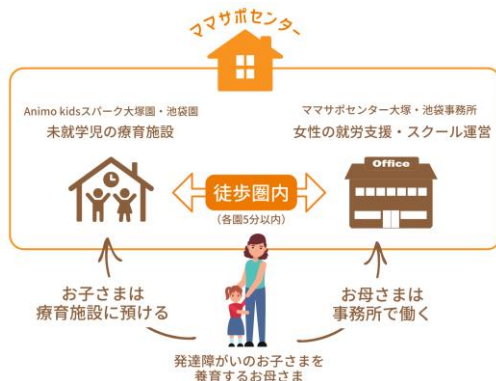 ママサポセンター
Animo kidsスパーク大塚園・池袋園
未就学児の療育施設
ママサポセンター大塚・池袋事務所
女性の就労支援・スクール運営
Office
徒歩圏内
（各園5分以内）
お子さまは
療育施設に預ける
お母さまは
事務所で働く
発達障がいのお子さまを
養育するお母さま